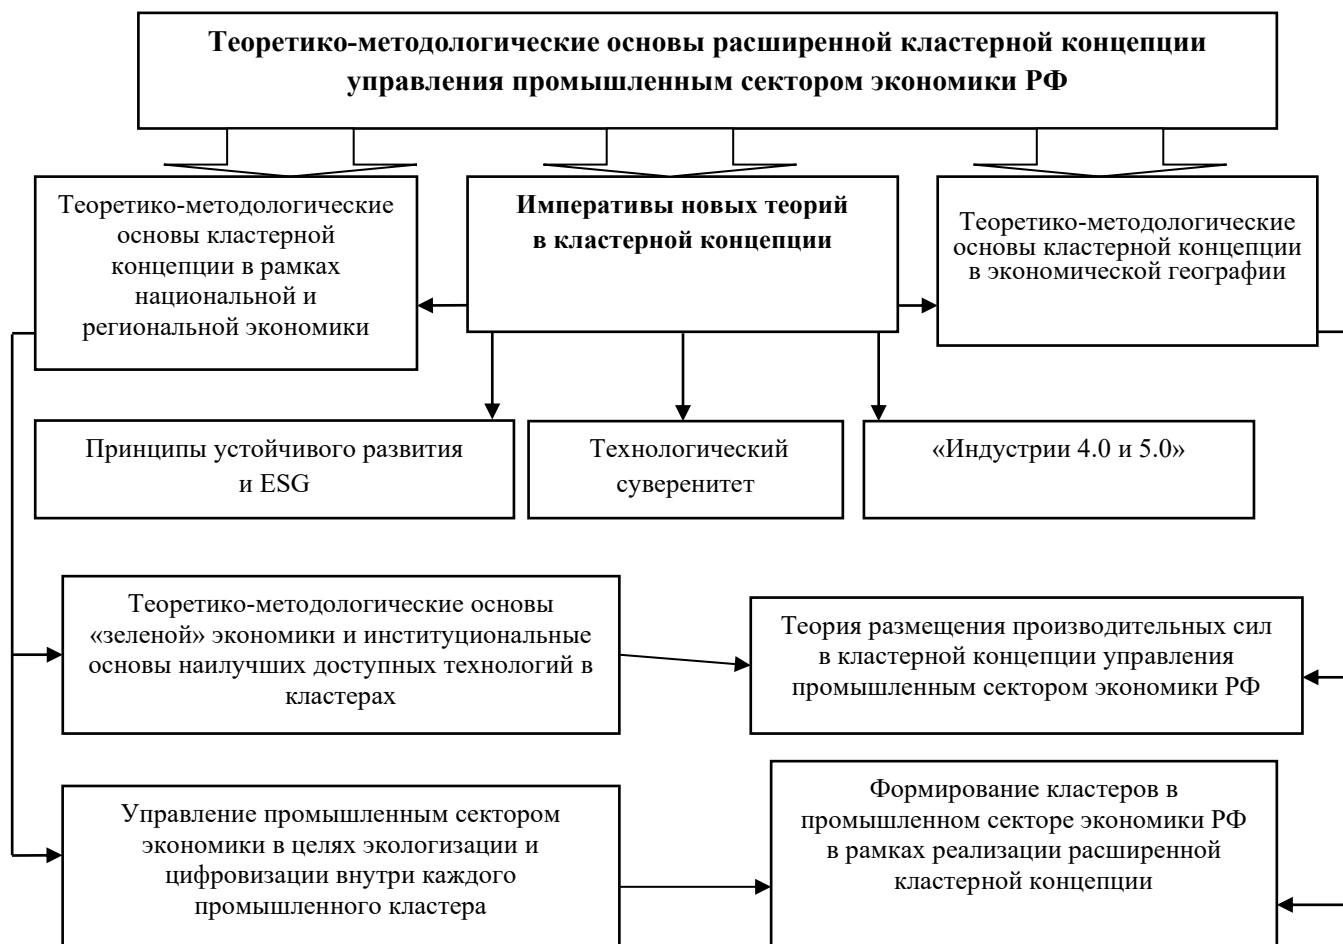 Теоретико-методологические основы расширенной кластерной концепции
управления промышленным сектором экономики РФ
Теоретико-методологические
основы кластерной
концепции в рамках
национальной и
региональной экономики
Императивы новых теорий
в кластерной концепции
Теоретико-методологические
основы кластерной концепции
в экономической географии
Принципы устойчивого развития
и ESG
Технологический
суверенитет
«Индустрии 4.0 и 5.0»
Теоретико-методологические основы
«зеленой» экономики и институциональные
основы наилучших доступных технологий в
кластерах
Теория размещения производительных сил
в кластерной концепции управления
промышленным сектором экономики РФ
Управление промышленным сектором
экономики в целях экологизации и
цифровизации внутри каждого
промышленного кластера
Формирование кластеров в
промышленном секторе экономики РФ
в рамках реализации расширенной
кластерной концепции